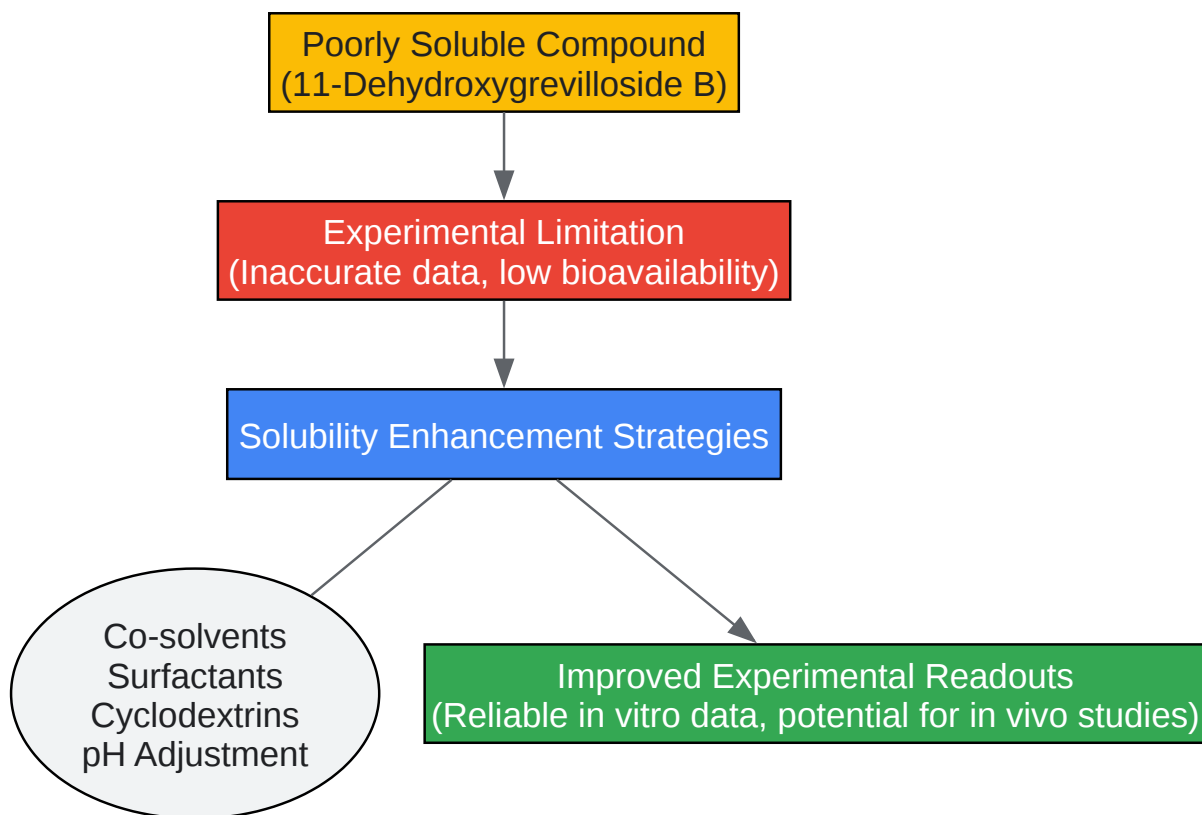 Poorly Soluble Compound
(11-Dehydroxygrevilloside B)
Experimental Limitation
(Inaccurate data, low bioavailability)
Solubility Enhancement Strategies
Co-solvents
Surfactants
Cyclodextrins
pH Adjustment
Improved Experimental Readouts
(Reliable in vitro data, potential for in vivo studies)